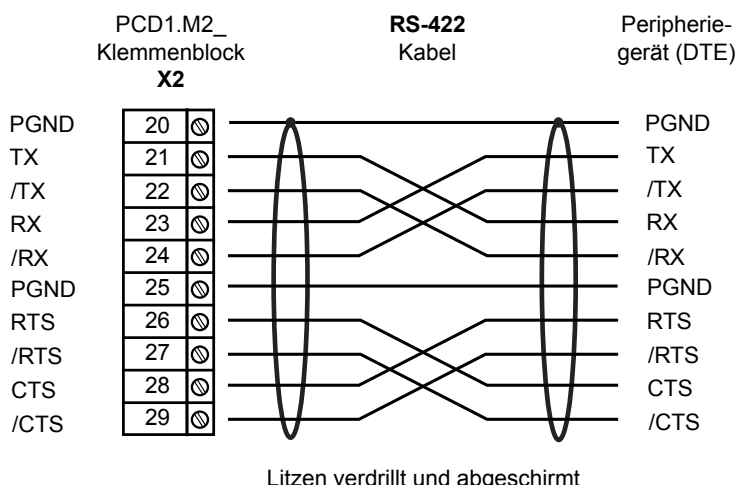 PCD1.M2_
Klemmenblock
X2
RS-422
Kabel
Peripherie-
gerät (DTE)
PGND 20 PGND
TX 21 TX
/TX 22 /TX
RX 23 RX
/RX 24 /RX
PGND 25 PGND
RTS 26 RTS
/RTS 27 /RTS
CTS 28 CTS
/CTS 29 /CTS
Litzen verdrillt und abgeschirmt